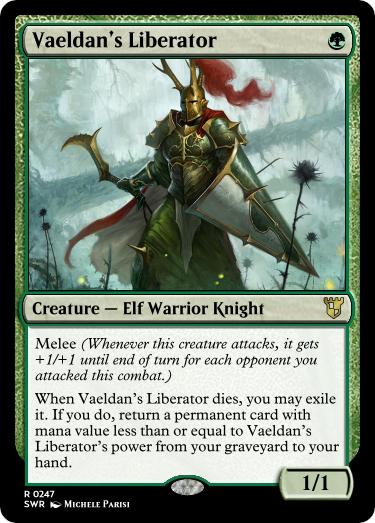 Vaeldan's Liberator
Creature — Elf Warrior Knight
Melee (Whenever this creature attacks, it gets
+1/+1 until end of turn for each opponent you
attacked this combat.)
When Vaeldan's Liberator dies, you may exile
it. If you do, return a permanent card with
mana value less than or equal to Vaeldan's
Liberator's power from your graveyard to your
hand.
1/1
R 0247
SWR Michele Parisi